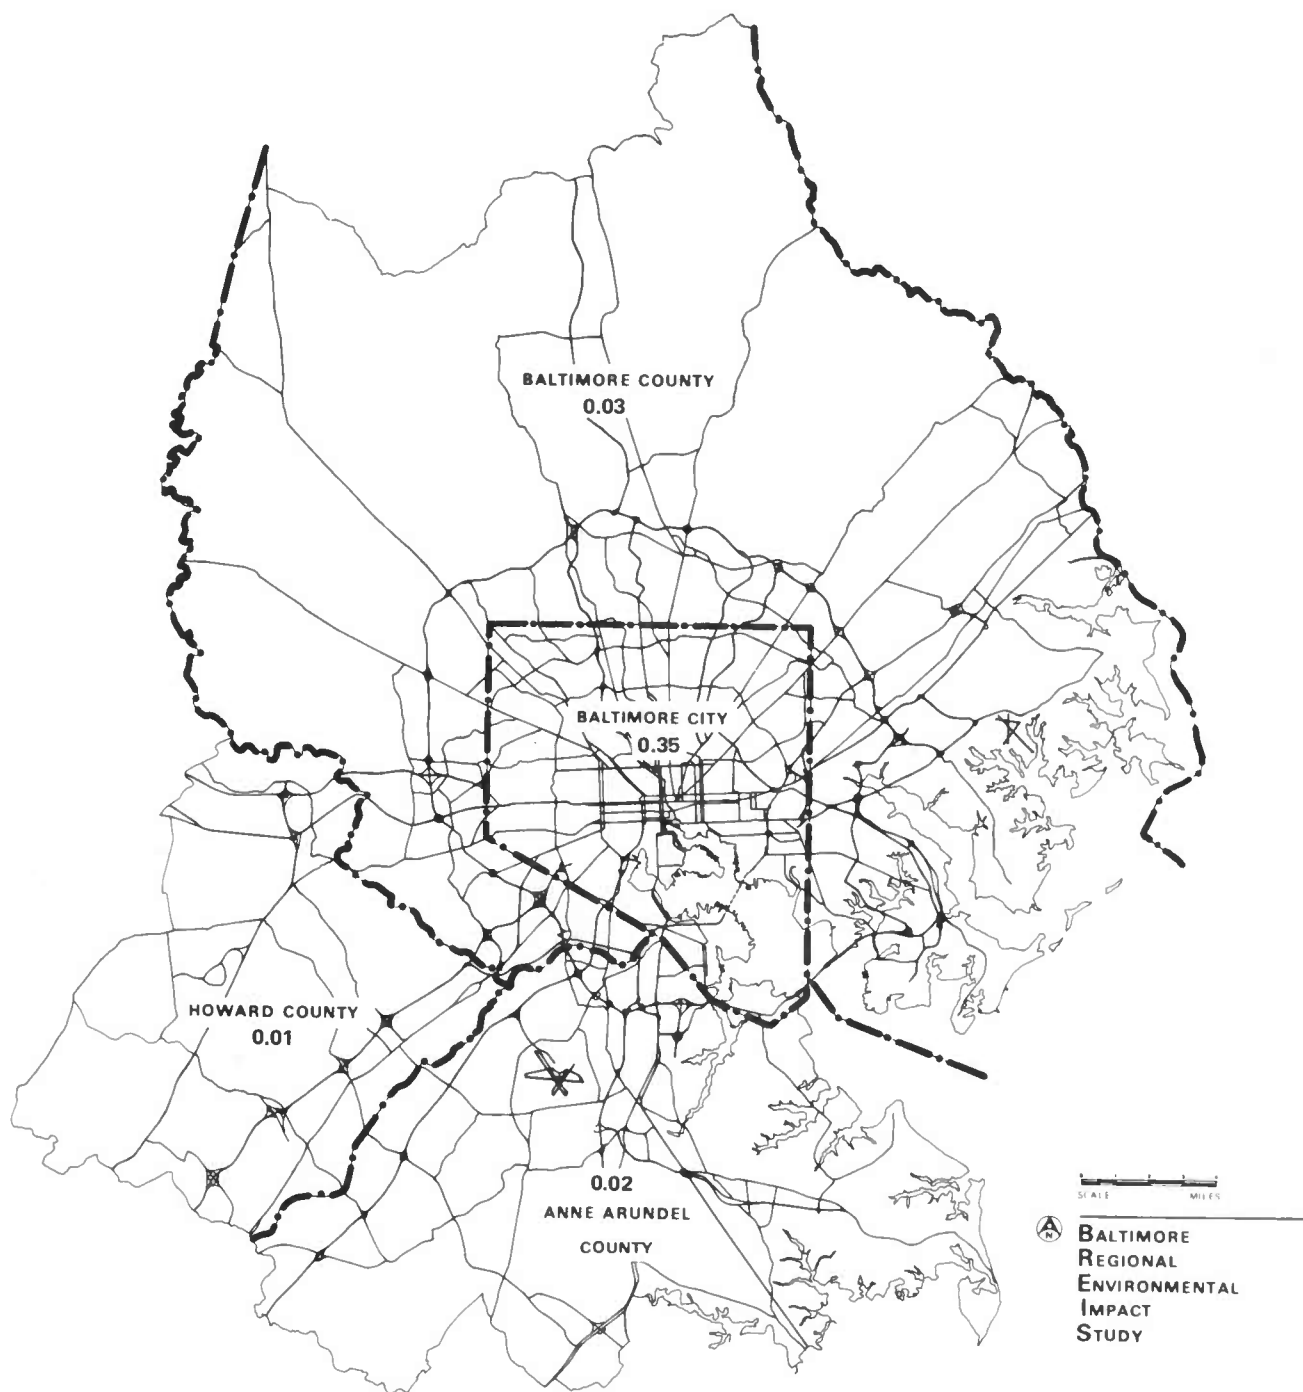 BALTIMORE COUNTY
0.03
BALTIMORE CITY
0.35
HOWARD COUNTY
0.01
0.02
ANNE ARUNDEL
COUNTY
SCALE MILES
N
BALTIMORE
REGIONAL
ENVIRONMENTAL
IMPACT
STUDY